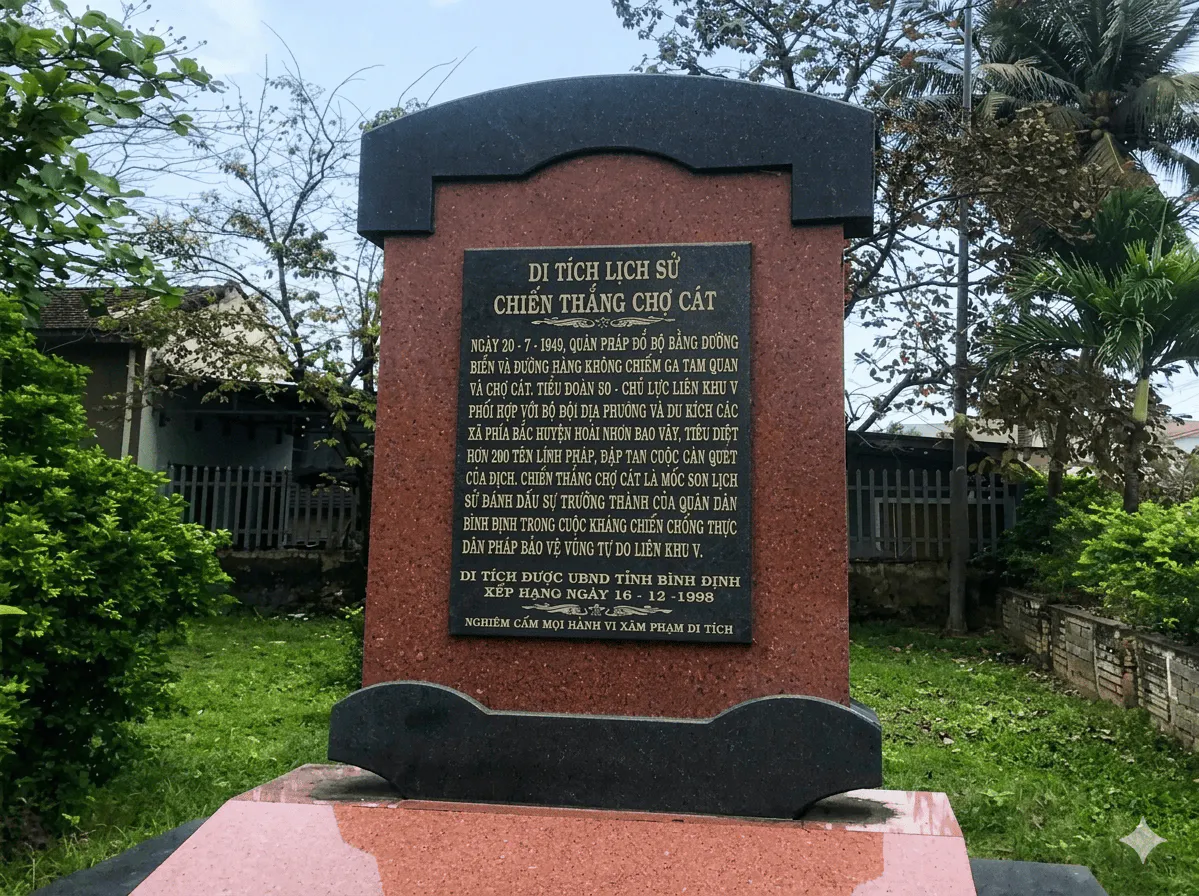 DI TÍCH LỊCH SỬ
CHIẾN THẮNG CHỢ CÁT
NGÀY 20 - 7 - 1949, QUÂN PHÁP ĐỔ BỘ BẰNG ĐƯỜNG
BIỂN VÀ ĐƯỜNG HÀNG KHÔNG CHIẾM GA TAM QUAN
VÀ CHỢ CÁT. TIỂU ĐOÀN 50 - CHỦ LỰC LIÊN KHU V
PHỐI HỢP VỚI BỘ ĐỘI ĐỊA PHƯƠNG VÀ DU KÍCH CÁC
XÃ PHÍA BẮC HUYỆN HOÀI NHƠN BAO VÂY, TIÊU DIỆT
HƠN 200 TÊN LÍNH PHÁP, ĐẬP TAN CUỘC CÀN QUÉT
CỦA ĐỊCH. CHIẾN THẮNG CHỢ CÁT LÀ MỐC SON LỊCH
SỬ ĐÁNH DẤU SỰ TRƯỞNG THÀNH CỦA QUÂN DÂN
BÌNH ĐỊNH TRONG CUỘC KHÁNG CHIẾN CHỐNG THỰC
DÂN PHÁP BẢO VỆ VÙNG TỰ DO LIÊN KHU V.
DI TÍCH ĐƯỢC UBND TỈNH BÌNH ĐỊNH
XẾP HẠNG NGÀY 16 - 12 -1998
NGHIÊM CẤM MỌI HÀNH VI XÂM PHẠM DI TÍCH